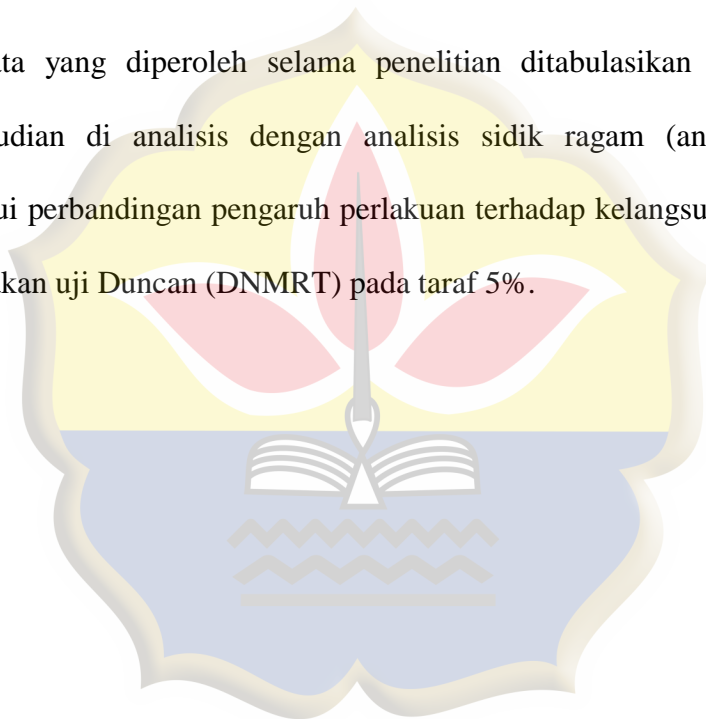 ta yang diperoleh selama penelitian ditabulasikan
udian di analisis dengan analisis sidik ragam (an
ui perbandingan pengaruh perlakuan terhadap kelangsu
kan uji Duncan (DNMRT) pada taraf 5%.